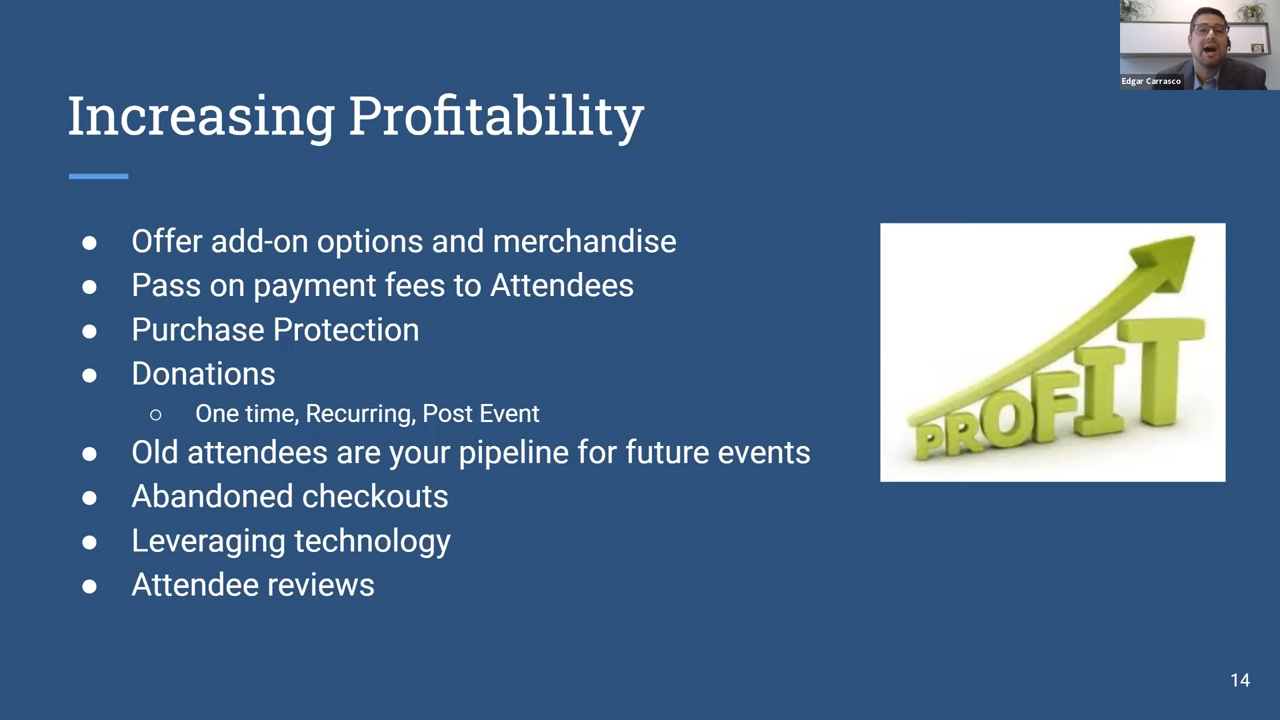 Edgar Carrasco
Increasing Profitability
● Offer add-on options and merchandise
● Pass on payment fees to Attendees
● Purchase Protection
● Donations
○ One time, Recurring, Post Event
● Old attendees are your pipeline for future events
● Abandoned checkouts
● Leveraging technology
● Attendee reviews
PROFIT
14